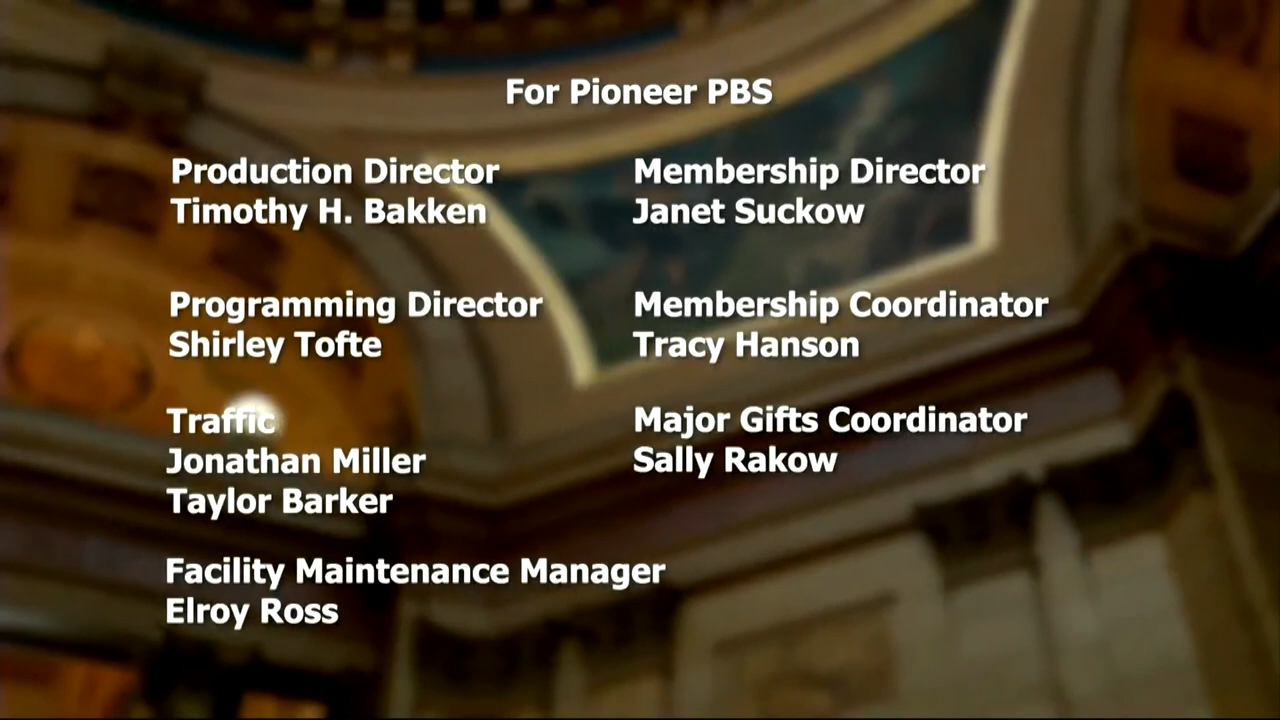 For Pioneer PBS
Production Director
Timothy H. Bakken
Programming Director
Shirley Tofte
Traffic
Jonathan Miller
Taylor Barker
Facility Maintenance Manager
Elroy Ross
Membership Director
Janet Suckow
Membership Coordinator
Tracy Hanson
Major Gifts Coordinator
Sally Rakow